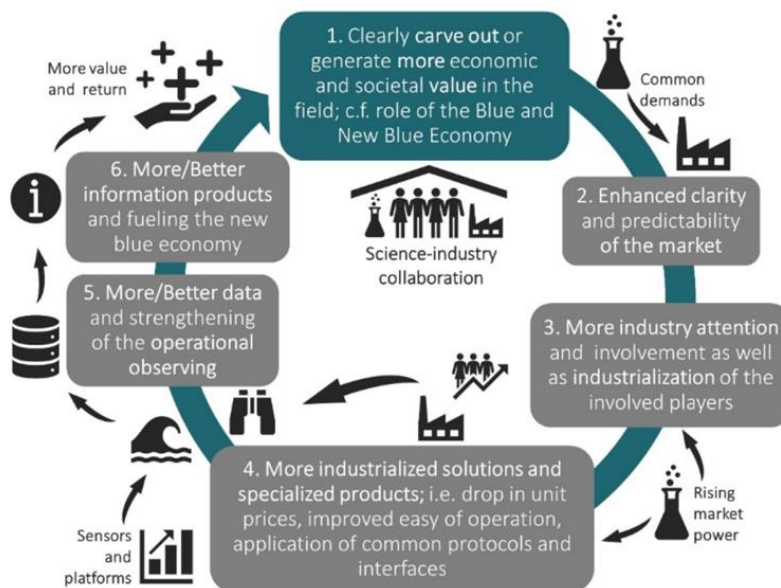 1. Clearly carve out or
generate more economic
and societal value in the
field; c.f. role of the Blue and
New Blue Economy
More value
and return
Common
demands
6. More/Better
information products
and fueling the new
blue economy
2. Enhanced clarity
and predictability
of the market
Science-industry
collaboration
5. More/Better data
and strengthening
of the operational
observing
3. More industry attention
and involvement as well
as industrialization of the
involved players
4. More industrialized solutions and
specialized products; i.e. drop in unit
prices, improved easy of operation,
application of common protocols and
interfaces
Rising
market
power
Sensors
and
platforms